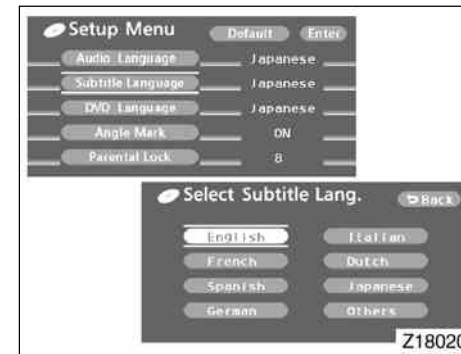 Setup Menu Default Enter
Audio Language Japanese
Subtitle Language Japanese
DVD Language Japanese
Angle Mark ON
Parental Lock 8
Select Subtitle Lang. Back
English Italian
French Dutch
Spanish Japanese
German Others
Z18020